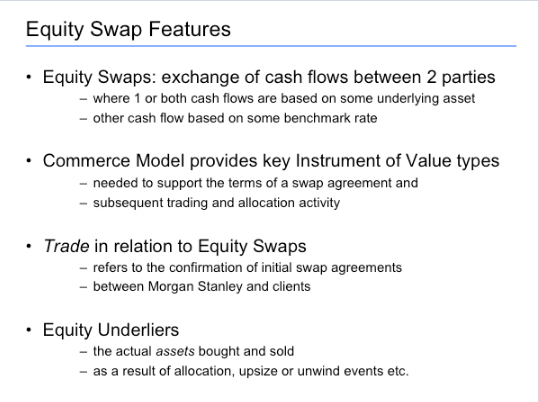 Equity Swap Features
• Equity Swaps: exchange of cash flows between 2 parties
– where 1 or both cash flows are based on some underlying asset
– other cash flow based on some benchmark rate
• Commerce Model provides key Instrument of Value types
– needed to support the terms of a swap agreement and
– subsequent trading and allocation activity
• Trade in relation to Equity Swaps
– refers to the confirmation of initial swap agreements
– between Morgan Stanley and clients
• Equity Underliers
– the actual assets bought and sold
– as a result of allocation, upsize or unwind events etc.